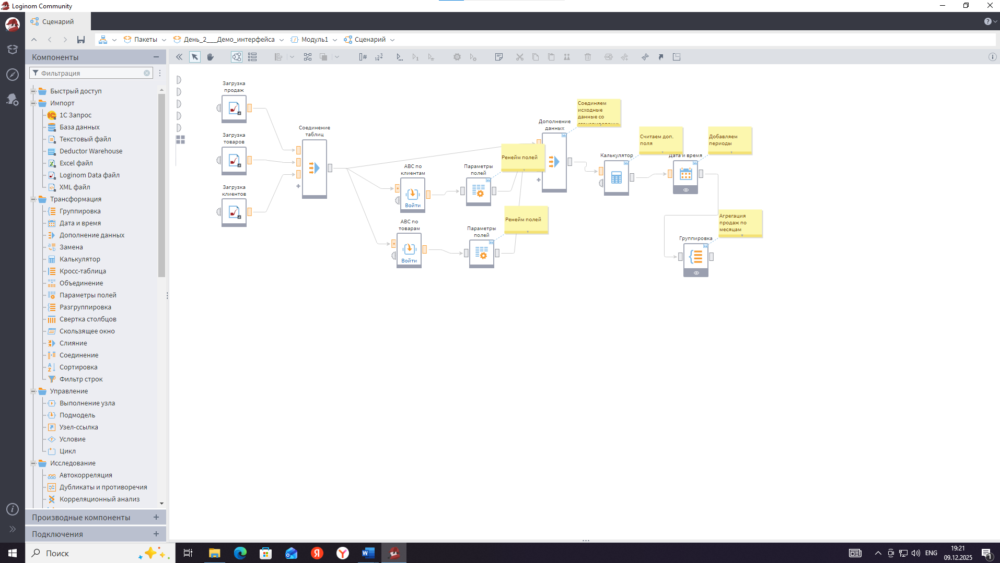 Loginom Community
Сценарий
Пакеты
День_2___Демо_интерфейса
Модуль1
Сценарий
Компоненты
Фильтрация
Быстрый доступ
Импорт
1С Запрос
База данных
Текстовый файл
Deductor Warehouse
Excel файл
Loginom Data файл
XML файл
Трансформация
Группировка
Дата и время
Дополнение данных
Замена
Калькулятор
Кросс-таблица
Объединение
Параметры полей
Разгруппировка
Свертка столбцов
Скользящее окно
Слияние
Соединение
Сортировка
Фильтр строк
Управление
Выполнение узла
Подмодель
Узел-ссылка
Условие
Цикл
Исследование
Автокорреляция
Дубликаты и противоречия
Корреляционный анализ
Производные компоненты
Подключения
Загрузка
продаж
Загрузка
товаров
Загрузка
клиентов
Соединение
таблиц
ABC по
клиентам
Войти
ABC по
товарам
Войти
Параметры
полей
Ренейм полей
Параметры
полей
Ренейм полей
Дополнение
данных
Соединяем
исходные
данные со
Калькулятор
Считаем доп.
поля
Дата и время
Добавляем
периоды
Группировка
Агрегация
продаж по
месяцам
Поиск
ENG
19:21
09.12.2025
1